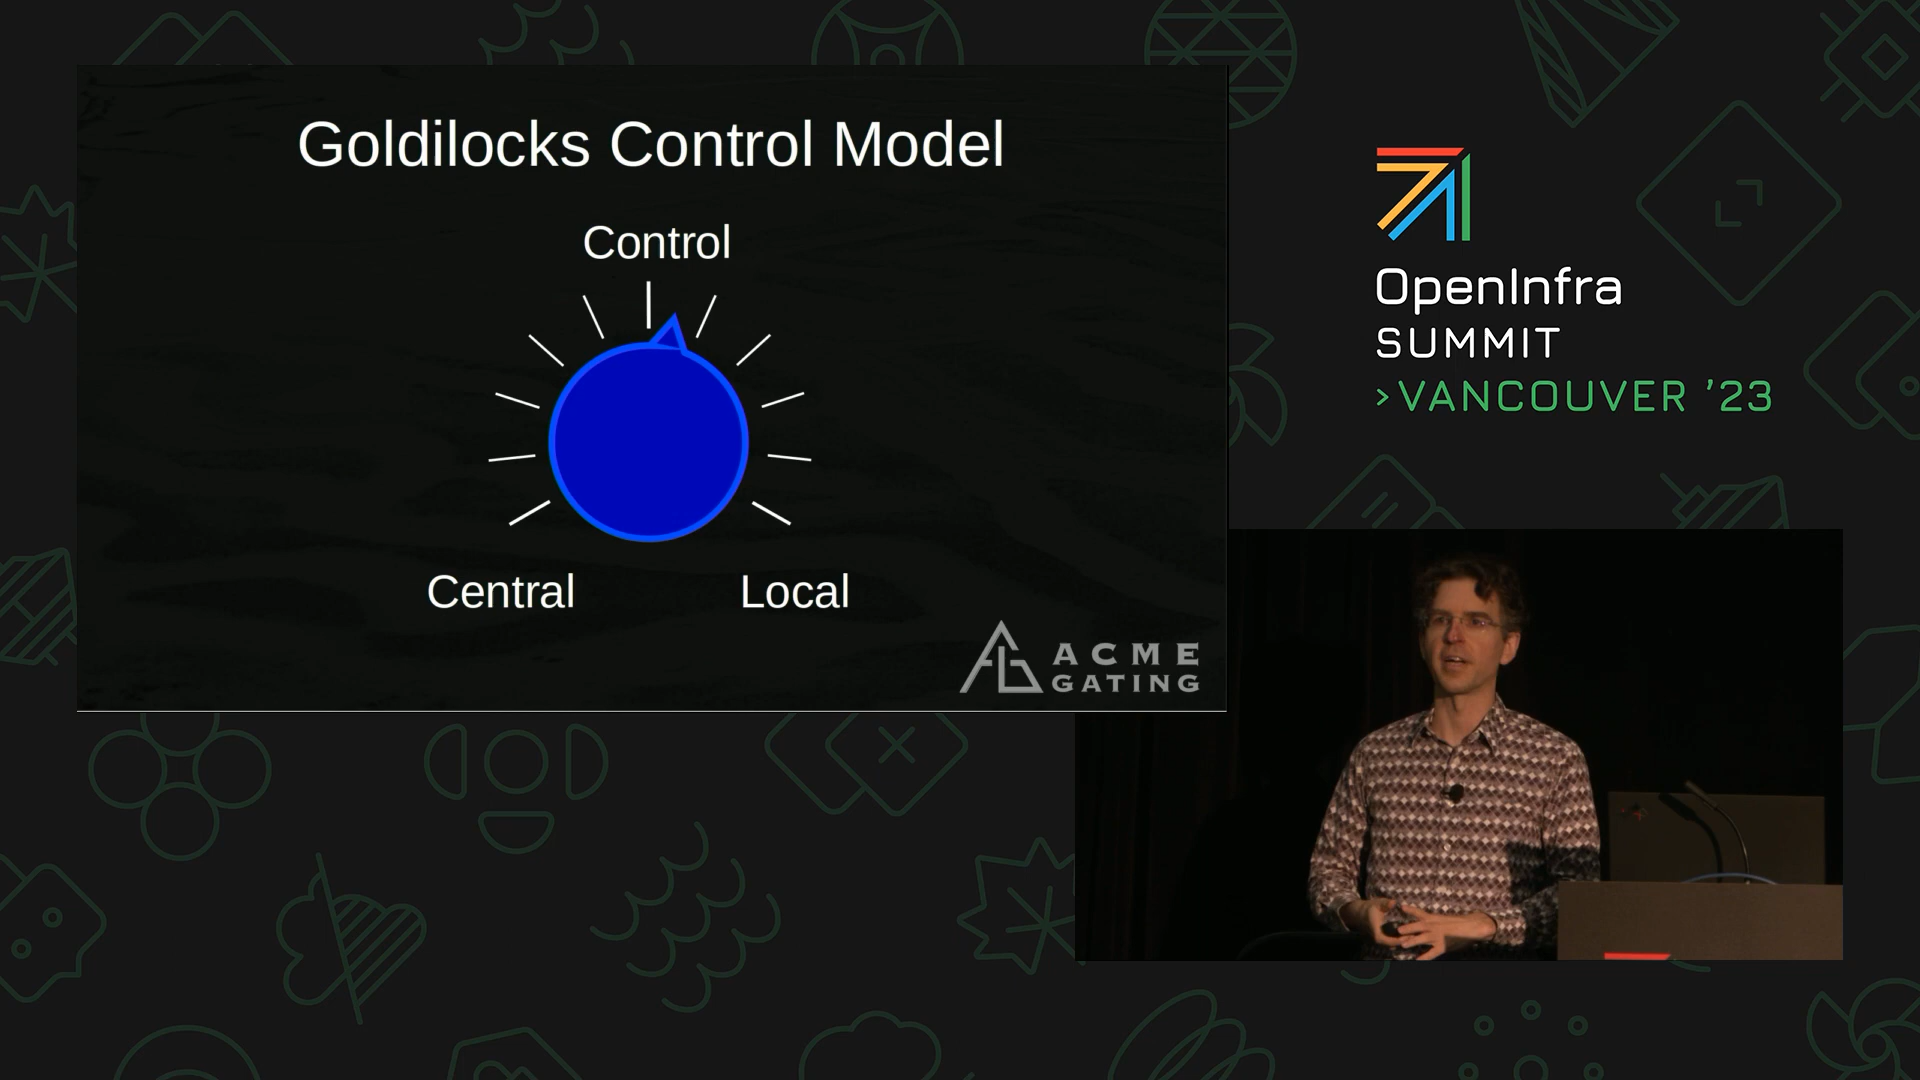 Goldilocks Control Model
Control
Central
Local
ACME
GATING
OpenInfra
SUMMIT
>VANCOUVER '23